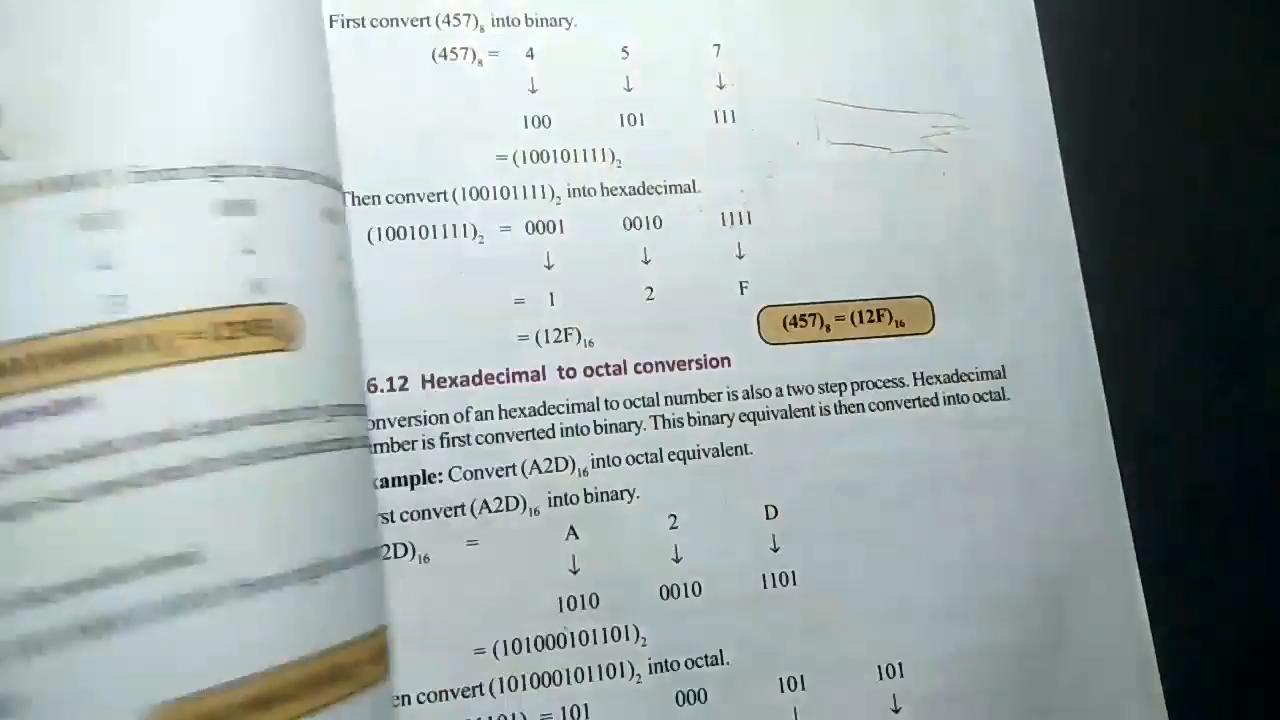 First convert (457)₈ into binary.
(457)₈ = 4 5 7
↓ ↓ ↓
100 101 111
= (100101111)₂
Then convert (100101111)₂ into hexadecimal.
(100101111)₂ = 0001 0010 1111
↓ ↓ ↓
= 1 2 F
= (12F)₁₆
(457)₈ = (12F)₁₆
6.12 Hexadecimal to octal conversion
onversion of an hexadecimal to octal number is also a two step process. Hexadecimal
mber is first converted into binary. This binary equivalent is then converted into octal.
ample: Convert (A2D)₁₆ into octal equivalent.
rst convert (A2D)₁₆ into binary.
2D)₁₆ = A 2 D
↓ ↓ ↓
1010 0010 1101
= (101000101101)₂
en convert (101000101101)₂ into octal.
= 101 000 101 101
↓